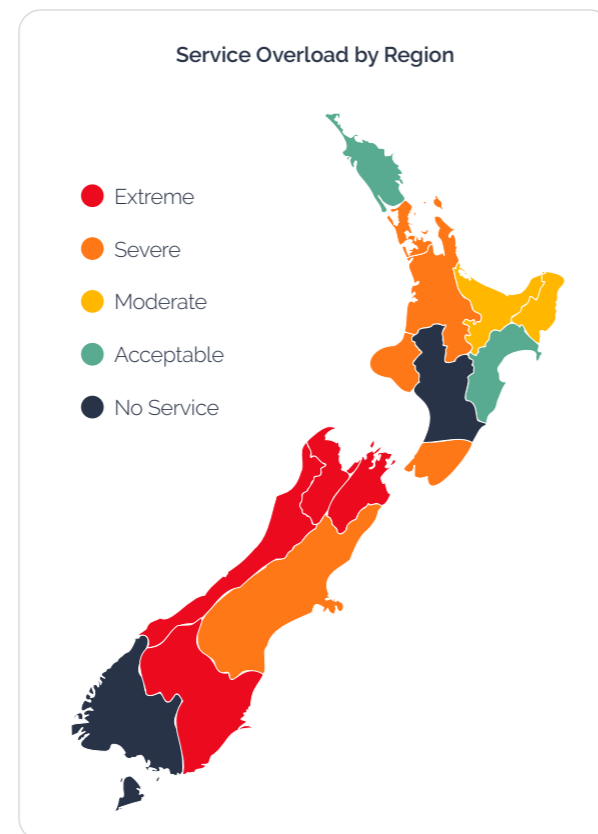 Service Overload by Region
Extreme
Severe
Moderate
Acceptable
No Service